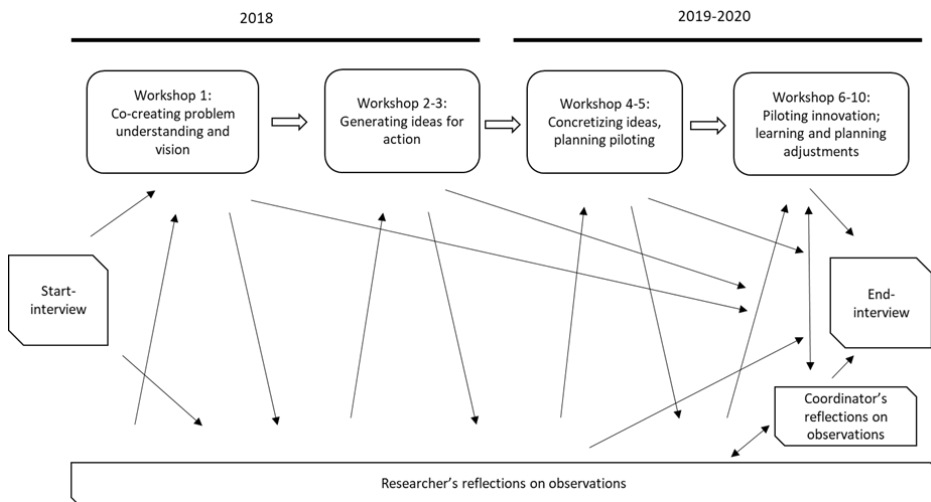 2018
2019-2020
Workshop 1:
Co-creating problem
understanding and
vision
Workshop 2-3:
Generating ideas for
action
Workshop 4-5:
Concretizing ideas,
planning piloting
Workshop 6-10:
Piloting innovation;
learning and planning
adjustments
Start-
interview
End-
interview
Coordinator's
reflections on
observations
Researcher's reflections on observations